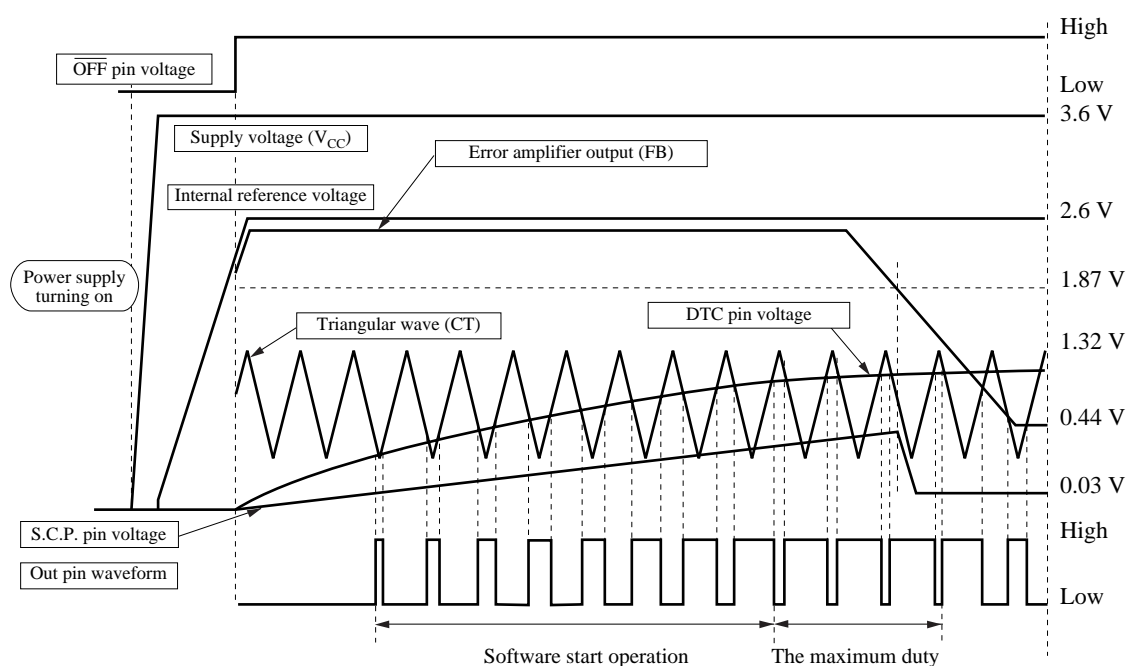 High
OFF pin voltage
Low
3.6 V
Supply voltage (VCC)
Error amplifier output (FB)
Internal reference voltage
2.6 V
Power supply
turning on
1.87 V
Triangular wave (CT)
DTC pin voltage
1.32 V
0.44 V
0.03 V
S.C.P. pin voltage
High
Out pin waveform
Low
Software start operation
The maximum duty